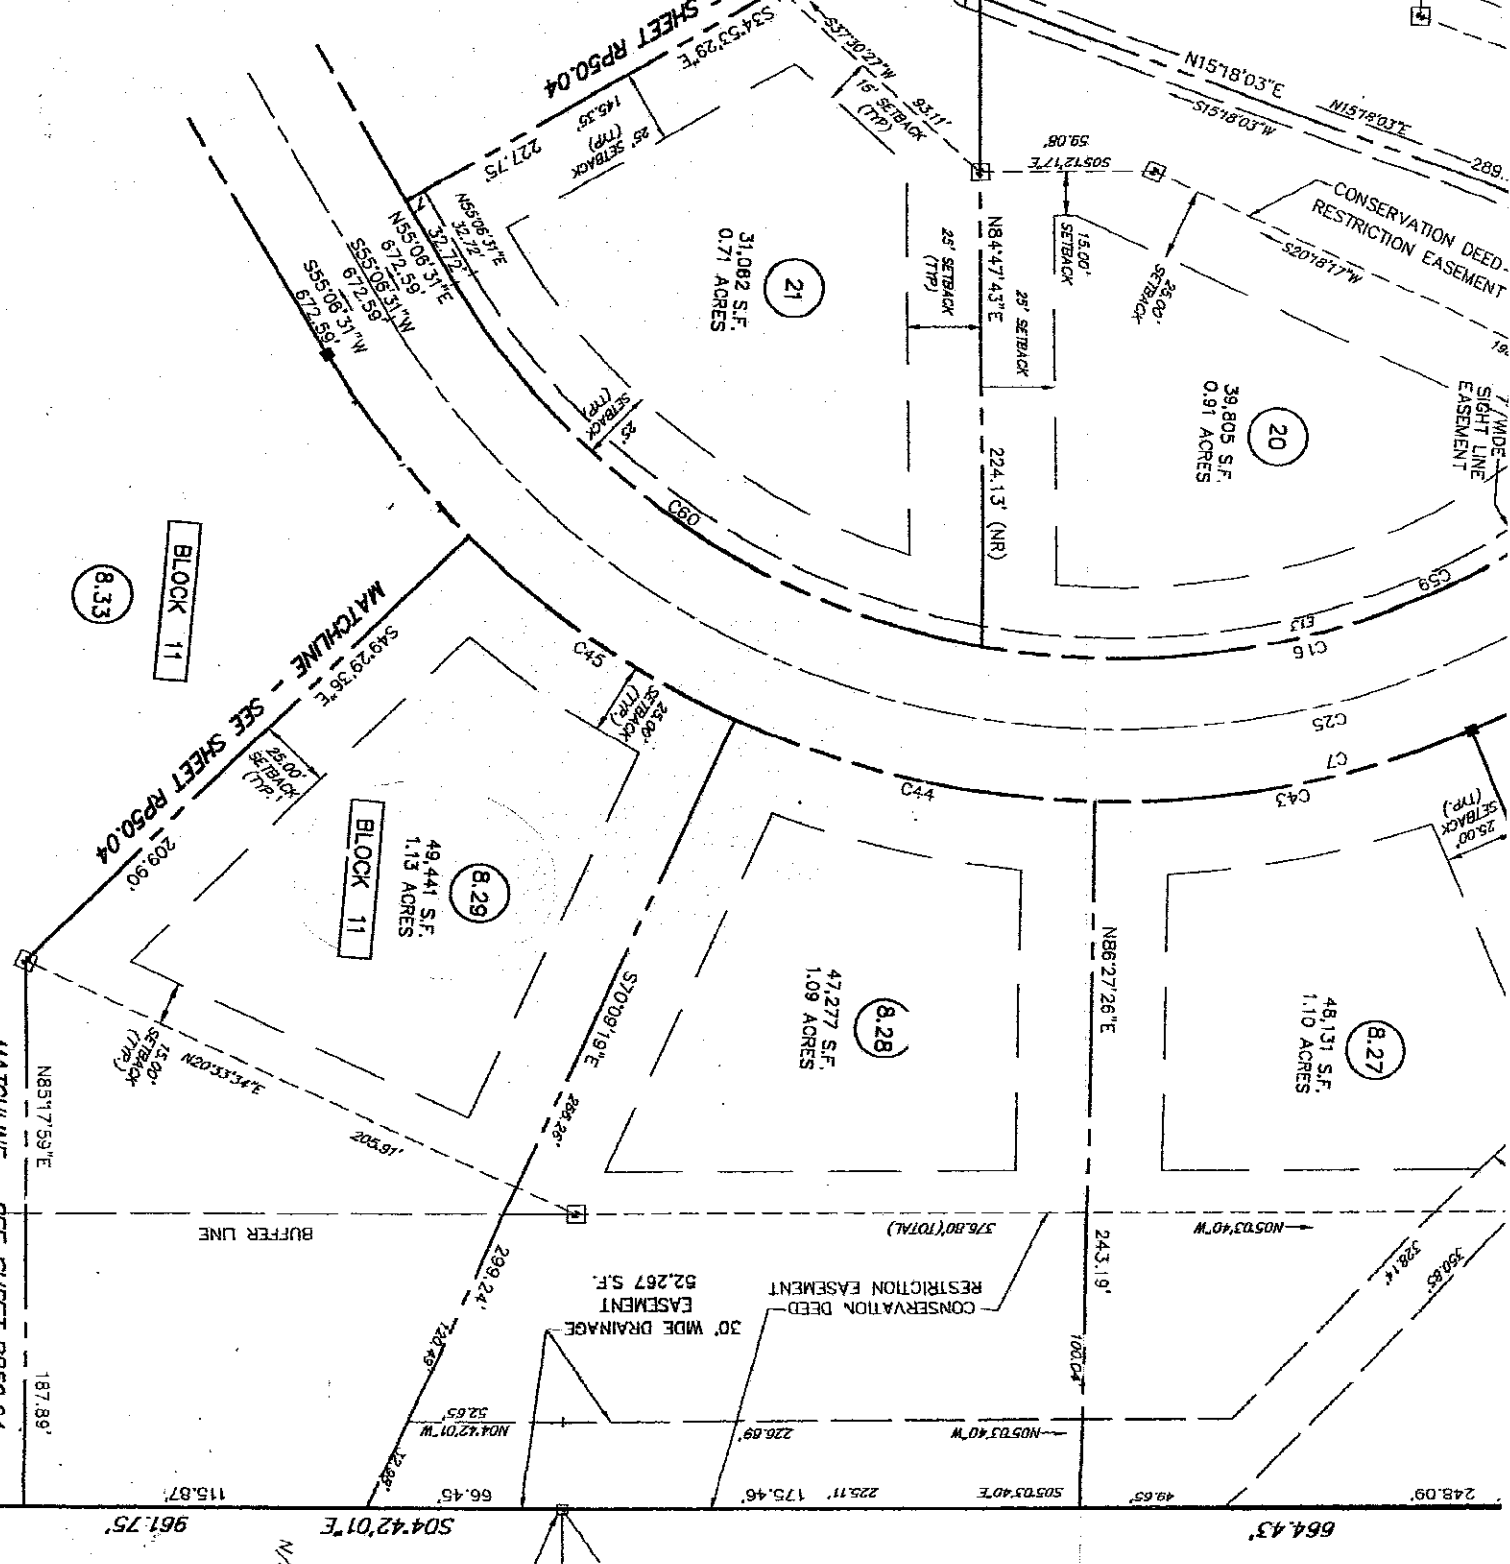 SHEET RP50.04
S34°53'29"E
145.35'
227.75'
25' SETBACK
(TYP)
S37°30'27"W
93.11'
15' SETBACK
(TYP)
N15°18'03"E
S15°18'03"W
N15°18'03"E
289.
CONSERVATION DEED
RESTRICTION EASEMENT
S20°18'17"W
S05°12'17"E
59.08'
15.00'
SETBACK
25.00'
SETBACK
7' WIDE
SIGHT LINE
EASEMENT
N55°06'31"E
32.72'
32.72'
N55°06'31"E
672.59'
S55°06'31"W
672.59'
S55°06'31"W
672.59'
21
31,082 S.F.
0.71 ACRES
25' SETBACK
(TYP)
N84°47'43"E
224.13' (NR)
25' SETBACK
20
39,805 S.F.
0.91 ACRES
25'
SETBACK
(TYP.)
C60
C59
E13
C16
C25
C7
C43
C44
C45
25.00'
SETBACK
(TYP.)
25.00'
SETBACK
(TYP.)
BLOCK 11
8.33
MATCHLINE - SEE SHEET RP50.04
S49°29'36"E
209.90'
25.00'
SETBACK
(TYP.)
8.29
49,441 S.F.
1.13 ACRES
BLOCK 11
S70°09'19"E
266.26'
299.24'
120.49'
32.98'
8.28
47,277 S.F.
1.09 ACRES
N86°27'26"E
243.19'
100.04'
8.27
48,131 S.F.
1.10 ACRES
15.00'
SETBACK
(TYP.)
N20°33'34"E
205.91'
N85°17'59"E
187.89'
BUFFER LINE
376.80'(TOTAL)
N05°03'40"W
328.14'
350.85'
30' WIDE DRAINAGE
EASEMENT
52,267 S.F.
CONSERVATION DEED
RESTRICTION EASEMENT
N04°42'01"W
52.65'
226.69'
N05°03'40"W
115.87'
66.45'
175.46'
225.11'
S05°03'40"E
49.65'
248.09'
S04°42'01"E
961.75'
664.43'